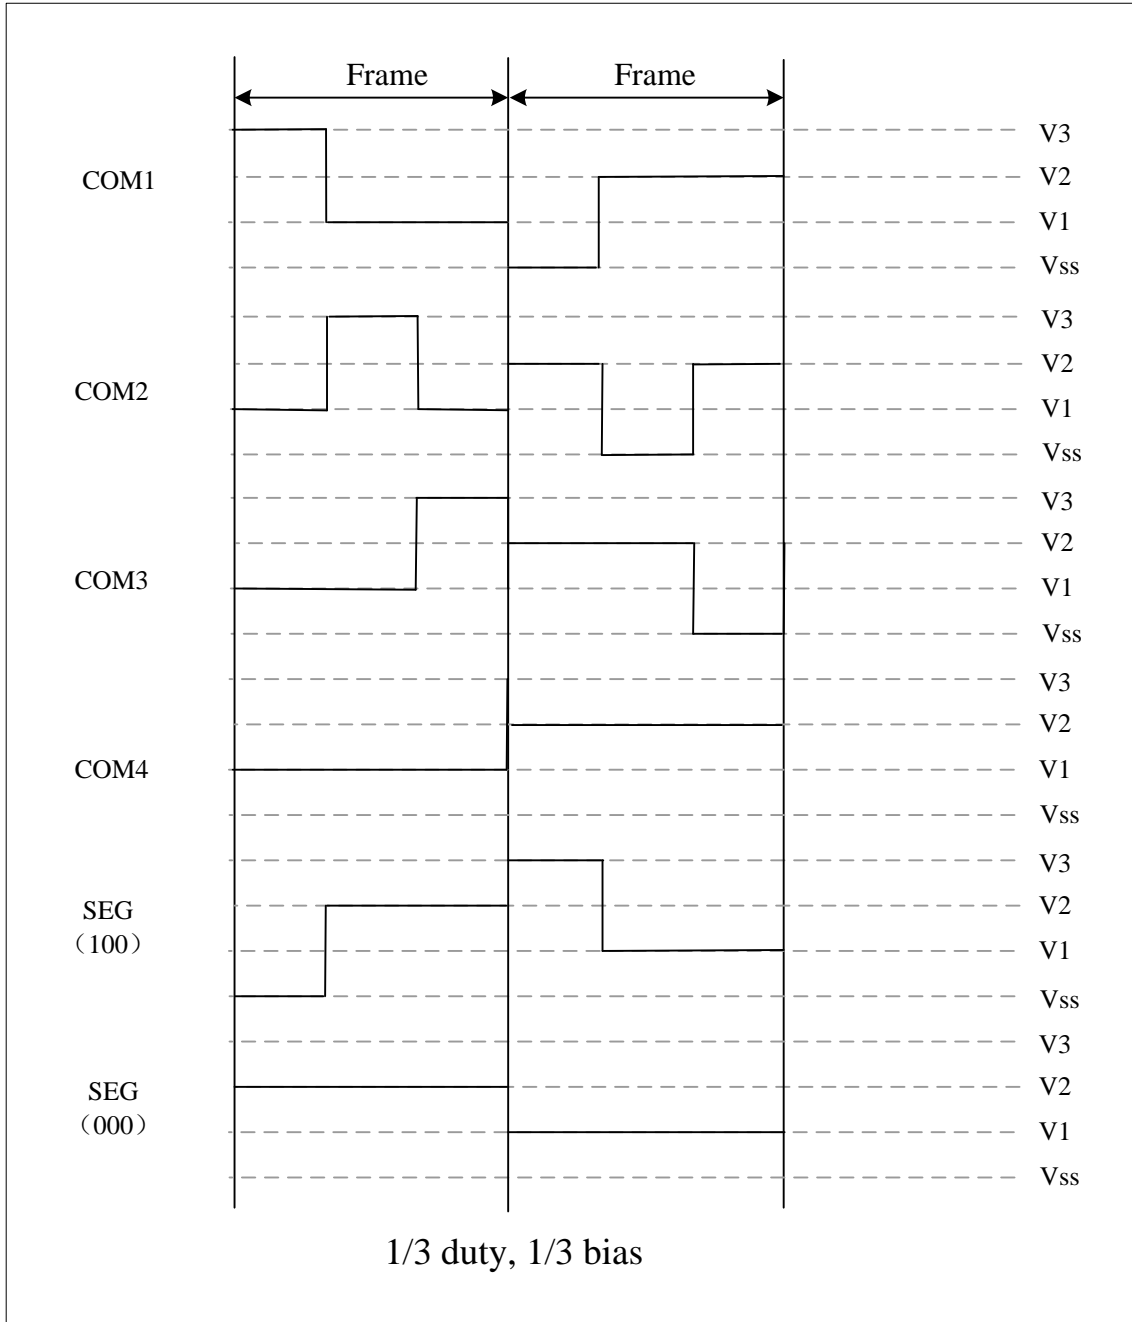 Frame Frame
V3
COM1
V2
V1
Vss
V3
V2
COM2
V1
Vss
V3
V2
COM3
V1
Vss
V3
V2
COM4
V1
Vss
V3
SEG
V2
（100）
V1
Vss
V3
SEG
V2
（000）
V1
Vss
1/3 duty, 1/3 bias